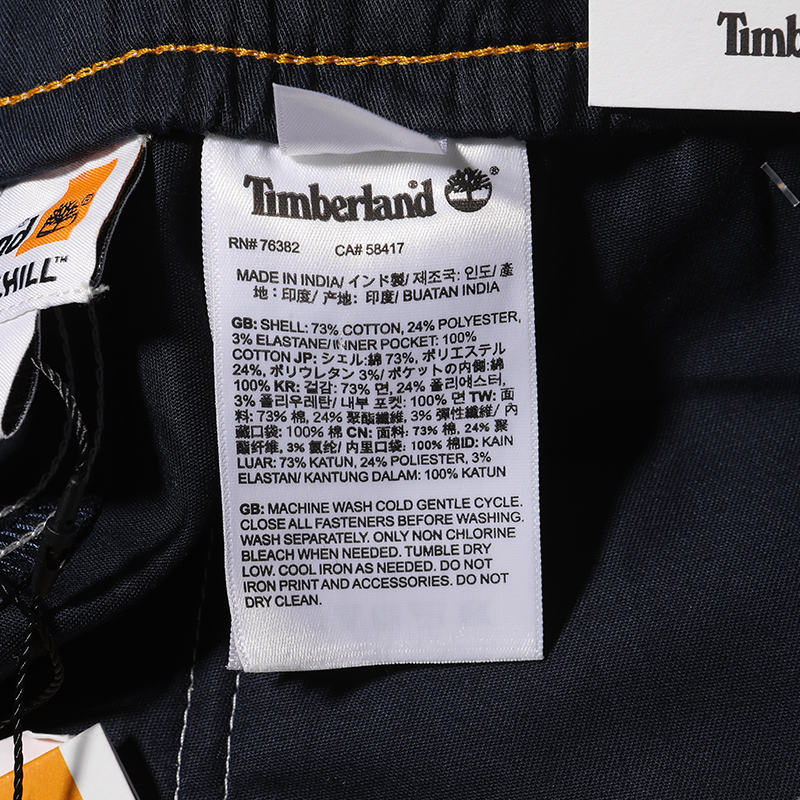 Timb
Timberland
RN# 76382 CA# 58417
MADE IN INDIA/ インド製/ 제조국: 인도/ 產
地：印度/ 产地：印度/ BUATAN INDIA
GB: SHELL: 73% COTTON, 24% POLYESTER,
3% ELASTANE/ INNER POCKET: 100%
COTTON JP: シェル:綿 73%, ポリエステル
24%, ポリウレタン 3%/ ポケットの内側: 綿
100% KR: 겉감: 73% 면, 24% 폴리에스터,
3% 폴리우레탄/ 내부 포켓: 100% 면 TW: 面
料: 73% 棉, 24% 聚酯纖維, 3% 彈性纖維/ 內
藏口袋: 100% 棉 CN: 面料: 73% 棉, 24% 聚
酯纤维, 3% 氨纶/ 内里口袋: 100% 棉ID: KAIN
LUAR: 73% KATUN, 24% POLIESTER, 3%
ELASTAN/ KANTUNG DALAM: 100% KATUN
GB: MACHINE WASH COLD GENTLE CYCLE.
CLOSE ALL FASTENERS BEFORE WASHING.
WASH SEPARATELY. ONLY NON CHLORINE
BLEACH WHEN NEEDED. TUMBLE DRY
LOW. COOL IRON AS NEEDED. DO NOT
IRON PRINT AND ACCESSORIES. DO NOT
DRY CLEAN.
nd
CHILL™